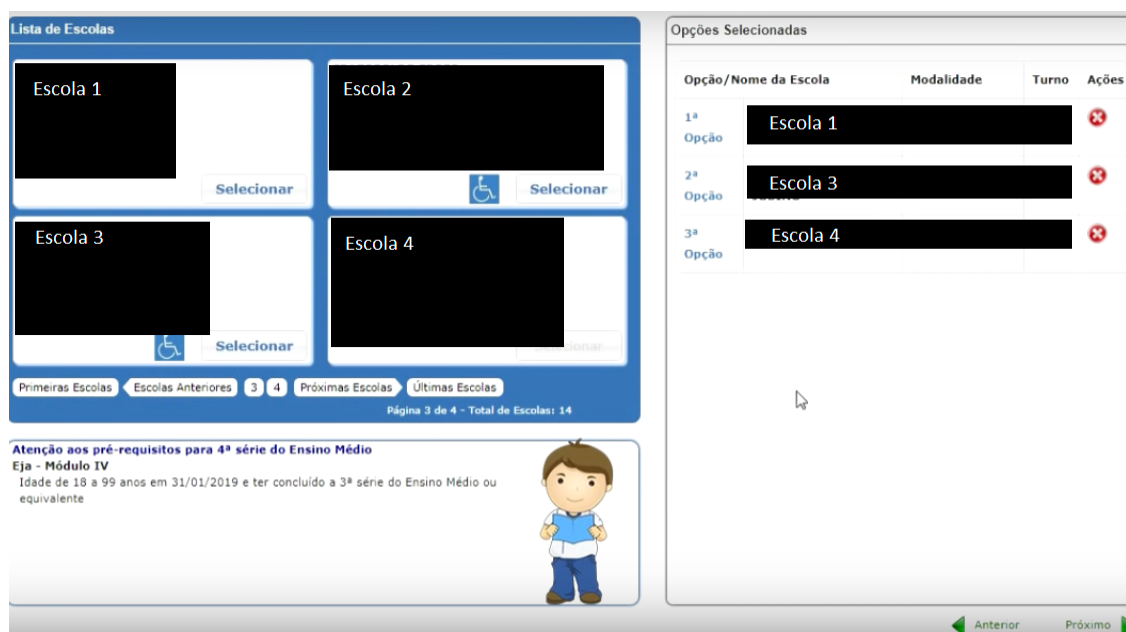 Lista de Escolas
Escola 1
Selecionar
Escola 2
Selecionar
Escola 3
Selecionar
Escola 4
Primeiras Escolas Escolas Anteriores 3 4 Próximas Escolas Últimas Escolas
Página 3 de 4 - Total de Escolas: 14
Atenção aos pré-requisitos para 4ª série do Ensino Médio
Eja - Módulo IV
Idade de 18 a 99 anos em 31/01/2019 e ter concluído a 3ª série do Ensino Médio ou
equivalente
Opções Selecionadas
Opção/Nome da Escola Modalidade Turno Ações
1ª
Opção
Escola 1
2ª
Opção
Escola 3
3ª
Opção
Escola 4
Anterior Próximo